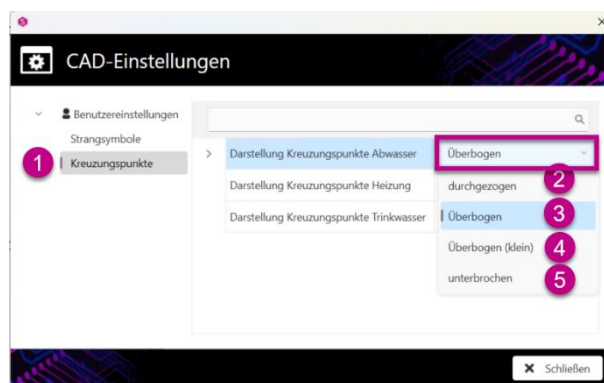 S
CAD-Einstellungen
Benutzereinstellungen
Strangsymbole
1 Kreuzungspunkte
Darstellung Kreuzungspunkte Abwasser Überbogen
Darstellung Kreuzungspunkte Heizung durchgezogen 2
Darstellung Kreuzungspunkte Trinkwasser Überbogen 3
Überbogen (klein) 4
unterbrochen 5
Schließen